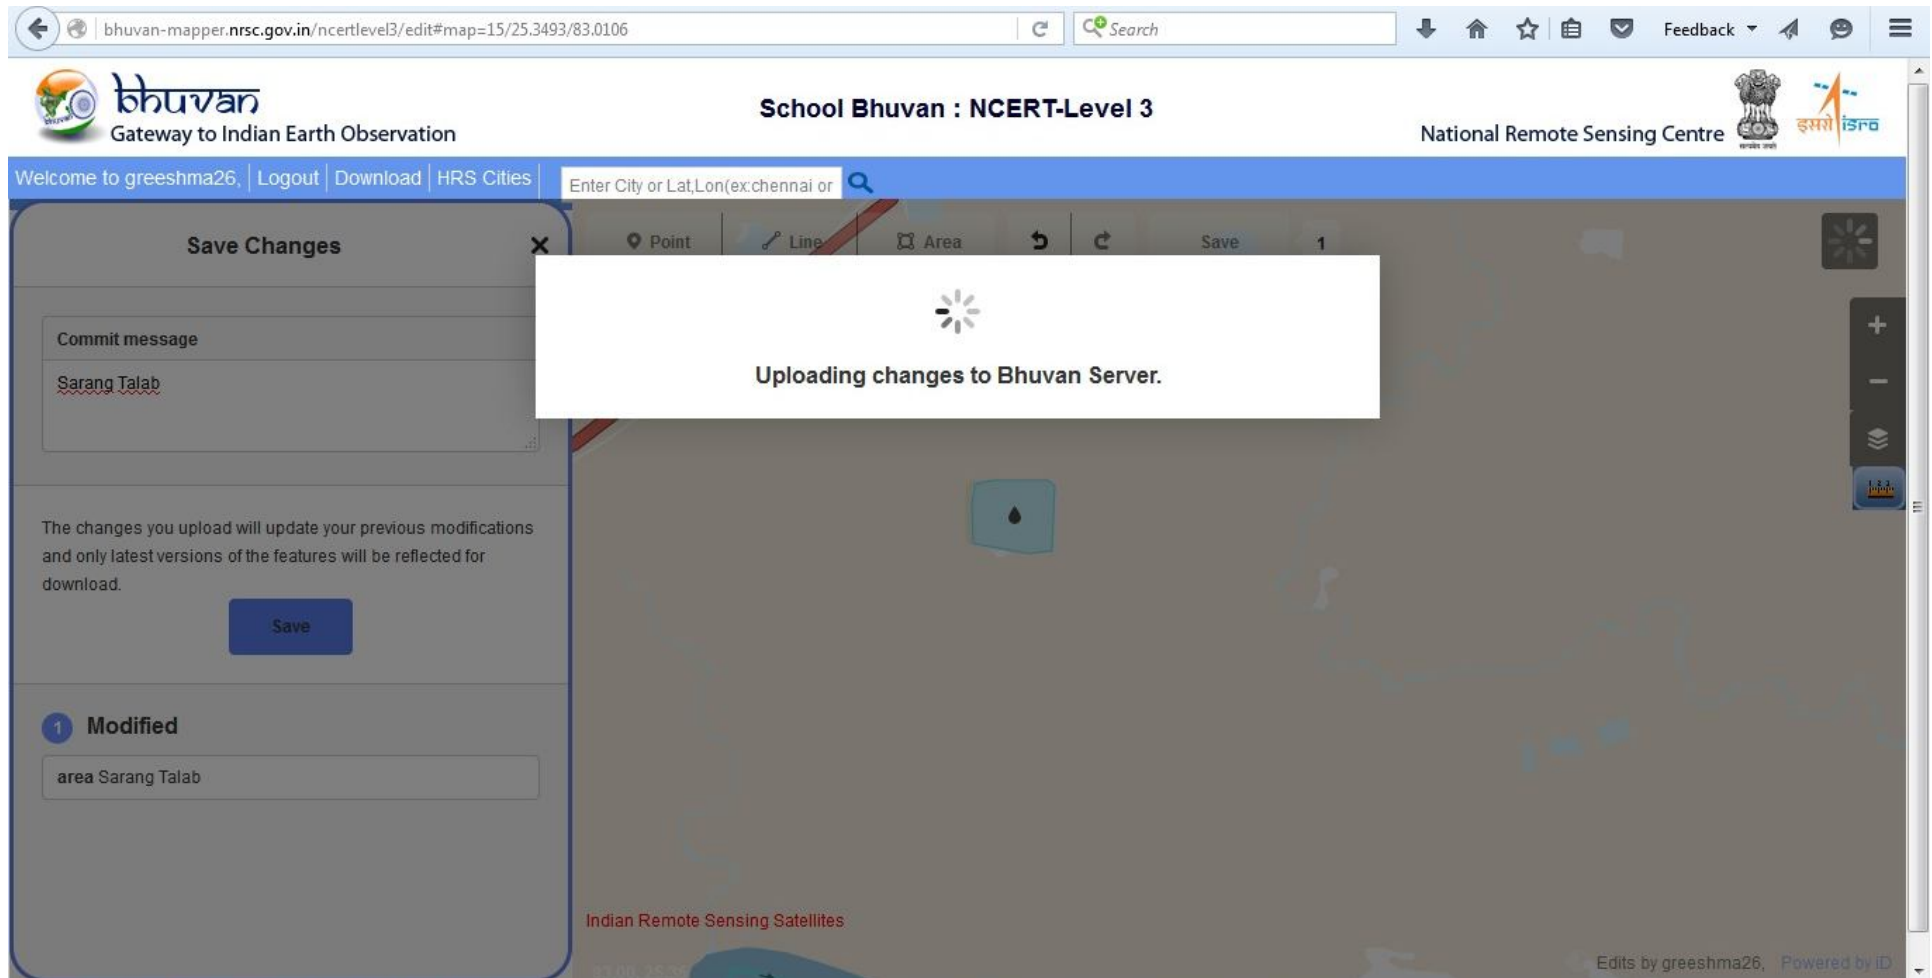 bhuvan-mapper.nrsc.gov.in/ncertlevel3/edit#map=15/25.3493/83.0106
Search
Feedback
bhuvan
Gateway to Indian Earth Observation
School Bhuvan : NCERT-Level 3
National Remote Sensing Centre
सत्यमेव जयते
इसरो isro
Welcome to greeshma26, Logout Download HRS Cities
Enter City or Lat,Lon(ex:chennai or
Save Changes
Point
Line
Area
Save
1
Uploading changes to Bhuvan Server.
Commit message
Sarang Talab
The changes you upload will update your previous modifications
and only latest versions of the features will be reflected for
download.
Save
1 Modified
area Sarang Talab
Indian Remote Sensing Satellites
Edits by greeshma26, Powered by iD